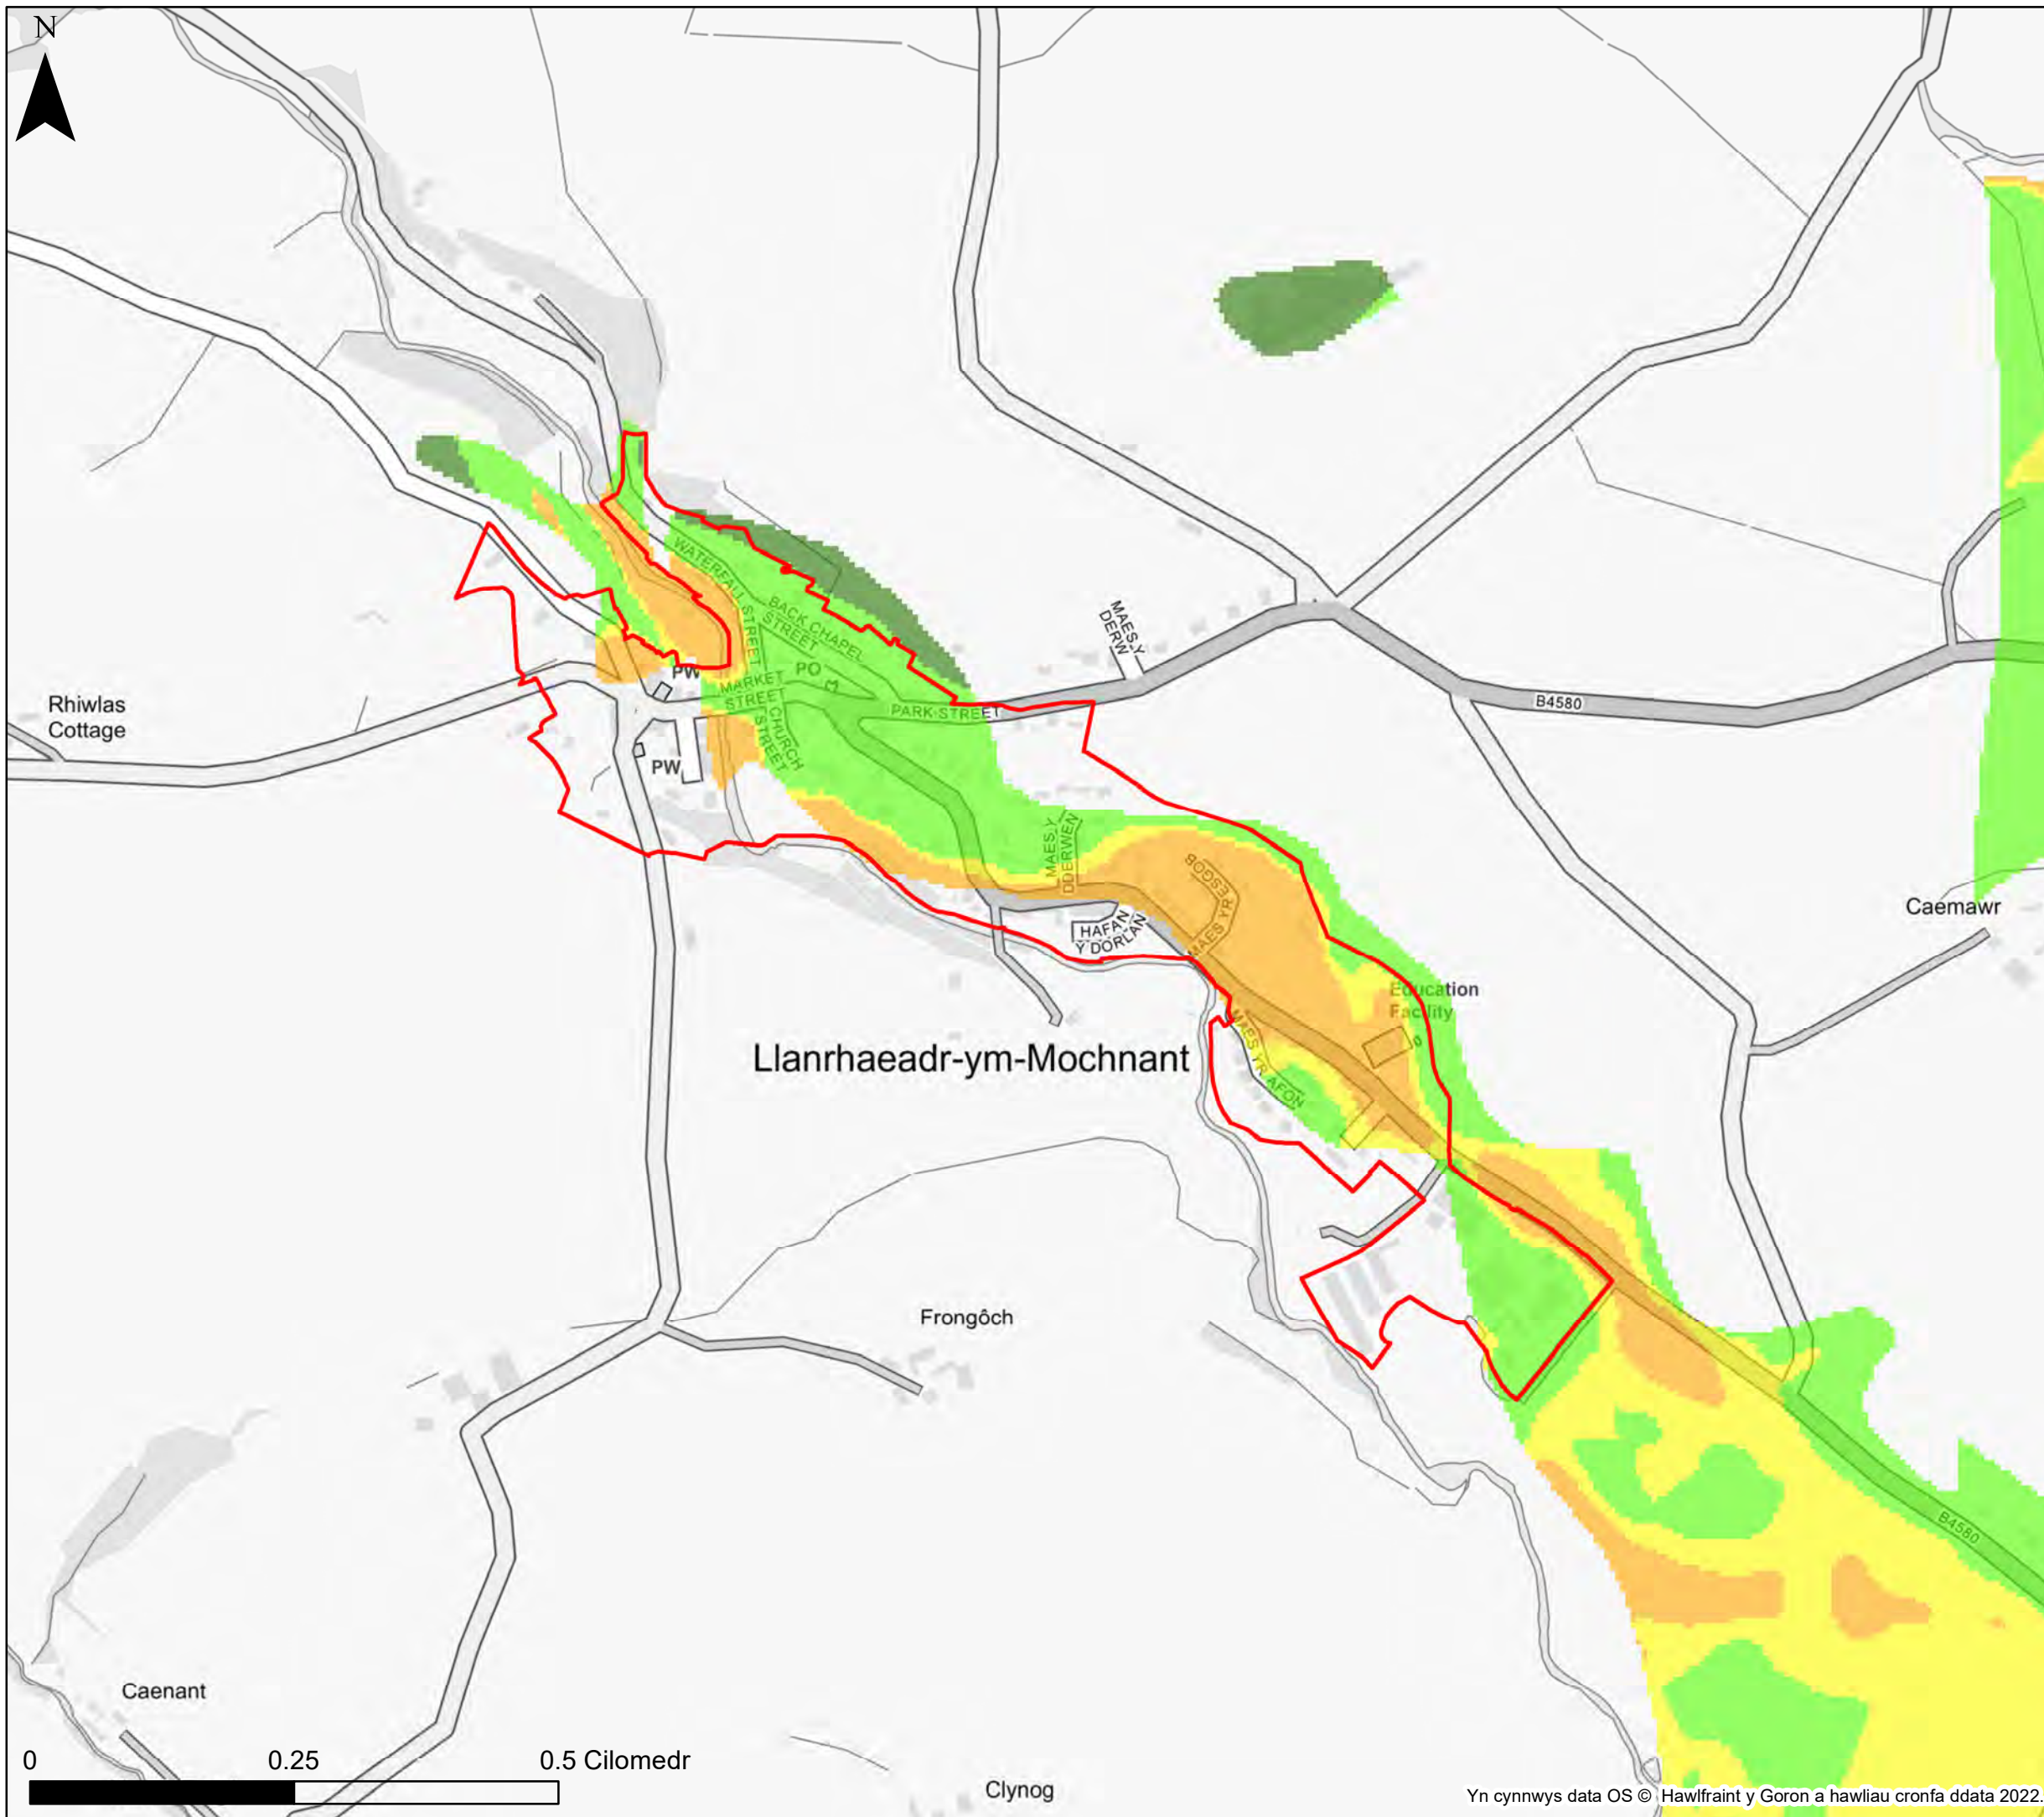 N
WATERFALL STREET
BACK CHAPEL
STREET
MAES Y
DERW
PW
PO
MARKET
STREET
CHURCH
STREET
PARK STREET
B4580
Rhiwlas
Cottage
PW
MAES Y
DDERWEN
MAES YR ESGOB
HAFAN
Y DORLAN
Caemawr
Education
Facility
MAES YR AFON
Llanrhaeadr-ym-Mochnant
Frongôch
B4580
Caenant
0 0.25 0.5 Cilomedr
Clynog
Yn cynnwys data OS © Hawlfraint y Goron a hawliau cronfa ddata 2022